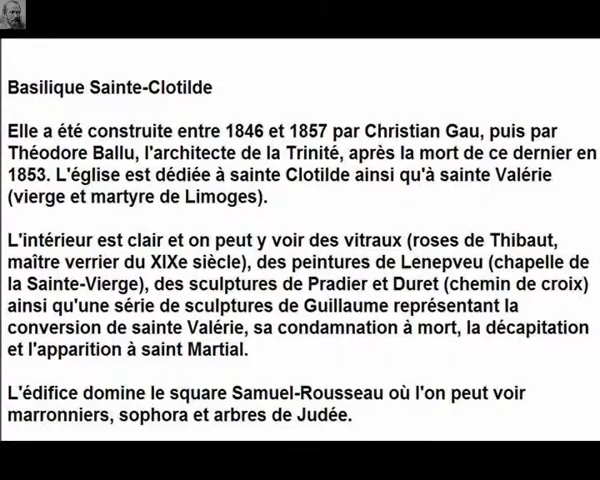 Basilique Sainte-Clotilde
Elle a été construite entre 1846 et 1857 par Christian Gau, puis par
Théodore Ballu, l'architecte de la Trinité, après la mort de ce dernier en
1853. L'église est dédiée à sainte Clotilde ainsi qu'à sainte Valérie
(vierge et martyre de Limoges).
L'intérieur est clair et on peut y voir des vitraux (roses de Thibaut,
maître verrier du XIXe siècle), des peintures de Lenepveu (chapelle de
la Sainte-Vierge), des sculptures de Pradier et Duret (chemin de croix)
ainsi qu'une série de sculptures de Guillaume représentant la
conversion de sainte Valérie, sa condamnation à mort, la décapitation
et l'apparition à saint Martial.
L'édifice domine le square Samuel-Rousseau où l'on peut voir
marronniers, sophora et arbres de Judée.